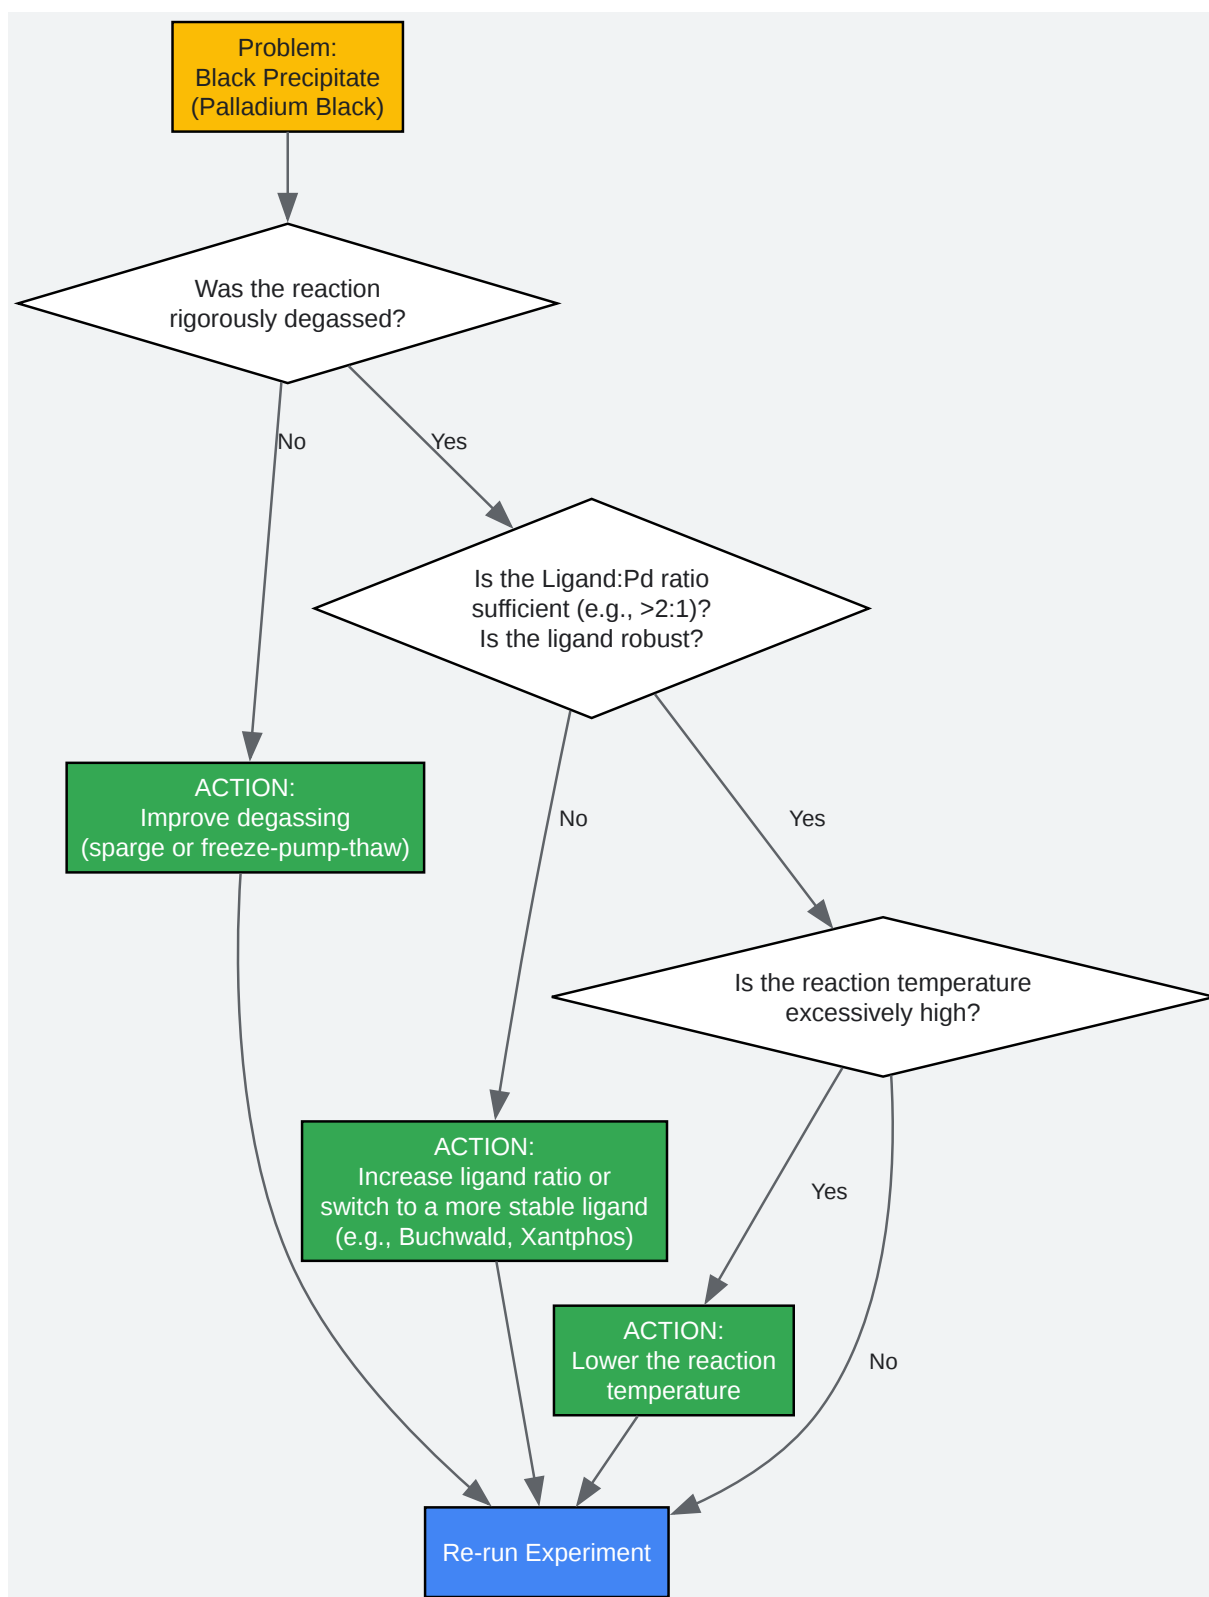 Problem:
Black Precipitate
(Palladium Black)
Was the reaction
rigorously degassed?
No
Yes
Is the Ligand:Pd ratio
sufficient (e.g., >2:1)?
Is the ligand robust?
ACTION:
Improve degassing
(sparge or freeze-pump-thaw)
No
Yes
Is the reaction temperature
excessively high?
ACTION:
Increase ligand ratio or
switch to a more stable ligand
(e.g., Buchwald, Xantphos)
Yes
ACTION:
Lower the reaction
temperature
No
Re-run Experiment